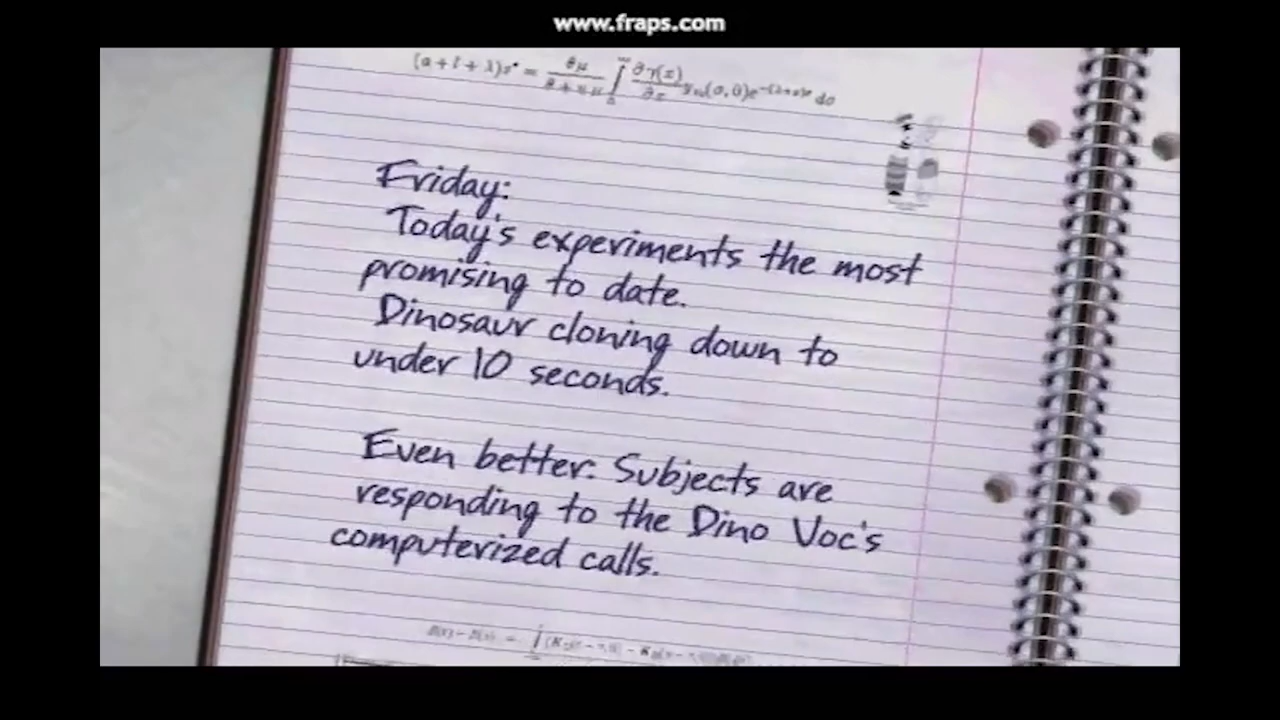 www.fraps.com
Friday:
Today's experiments the most
promising to date.
Dinosaur cloning down to
under 10 seconds.
Even better: Subjects are
responding to the Dino Voc's
computerized calls.